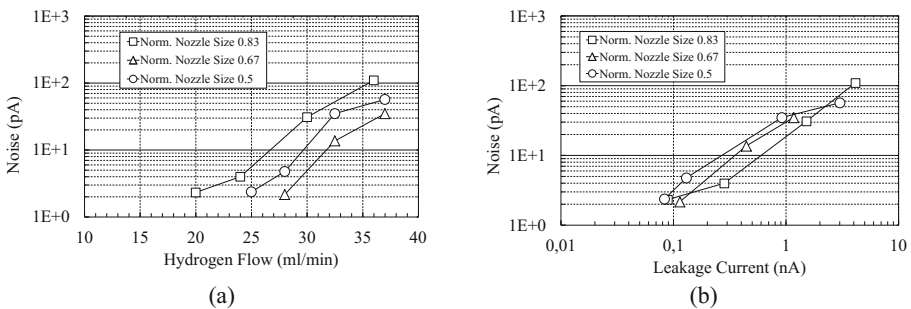 1E+3
1E+2
1E+1
1E+0
Noise (pA)
Norm. Nozzle Size 0.83
Norm. Nozzle Size 0.67
Norm. Nozzle Size 0.5
10 15 20 25 30 35 40
Hydrogen Flow (ml/min)
(a)
1E+3
1E+2
1E+1
1E+0
Noise (pA)
Norm. Nozzle Size 0.83
Norm. Nozzle Size 0.67
Norm. Nozzle Size 0.5
0,01 0,1 1 10
Leakage Current (nA)
(b)